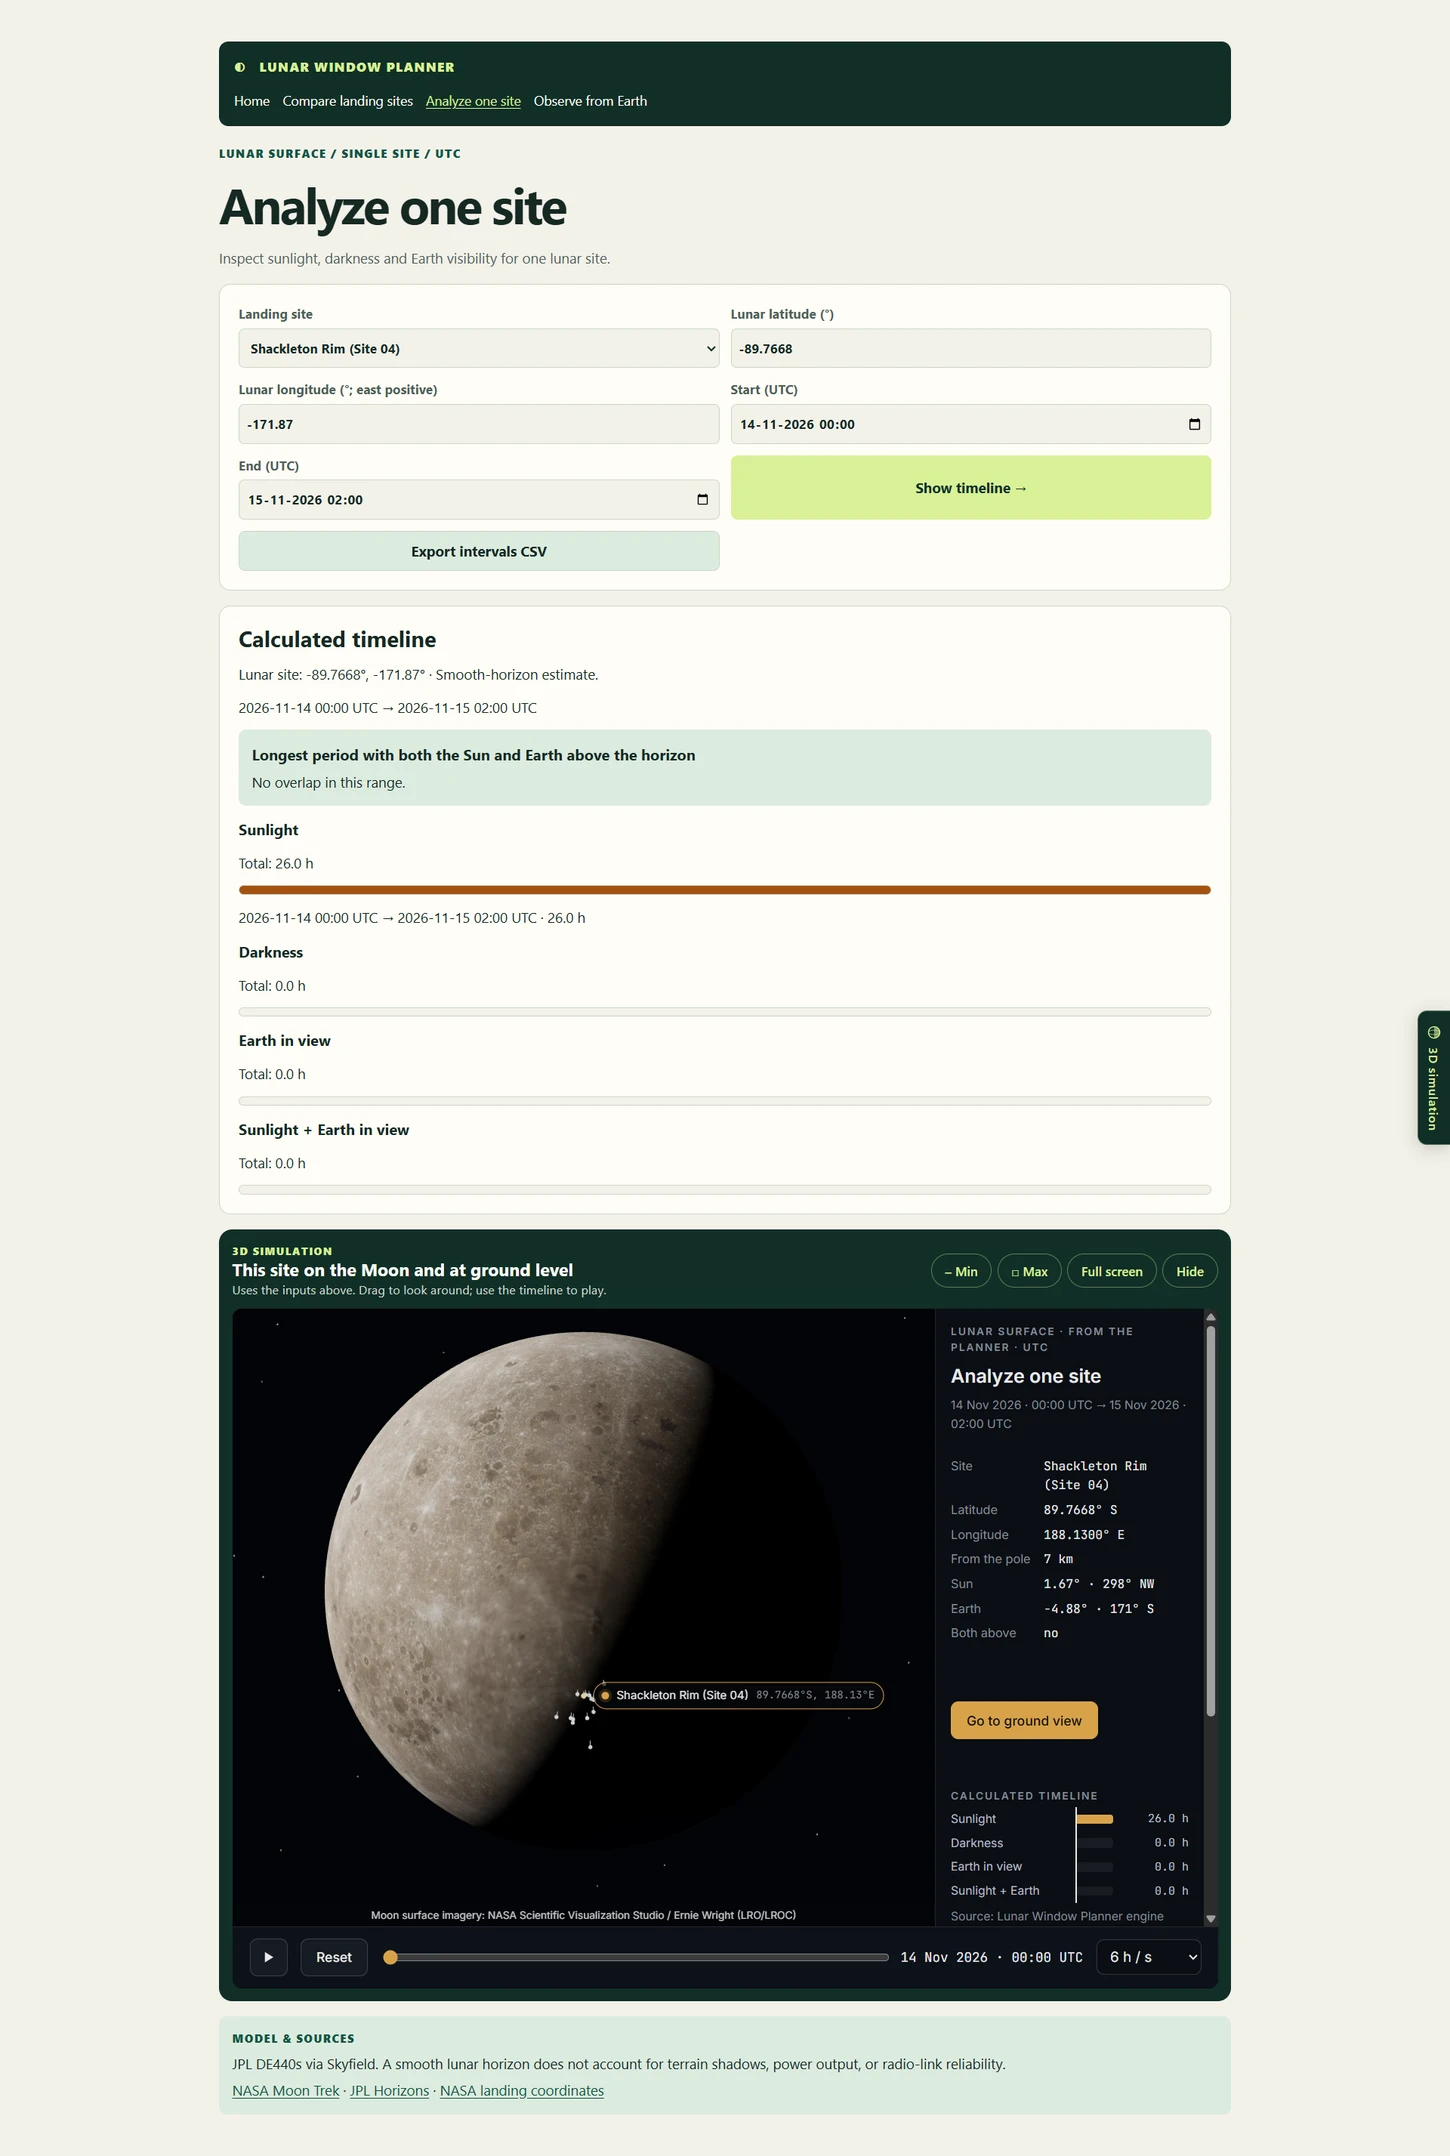 LUNAR WINDOW PLANNER
Home Compare landing sites Analyze one site Observe from Earth
LUNAR SURFACE / SINGLE SITE / UTC
Analyze one site
Inspect sunlight, darkness and Earth visibility for one lunar site.
Landing site
Shackleton Rim (Site 04)
Lunar latitude (°)
-89.7668
Lunar longitude (°; east positive)
-171.87
Start (UTC)
14-11-2026 00:00
End (UTC)
15-11-2026 02:00
Show timeline →
Export intervals CSV
Calculated timeline
Lunar site: -89.7668°, -171.87° · Smooth-horizon estimate.
2026-11-14 00:00 UTC → 2026-11-15 02:00 UTC
Longest period with both the Sun and Earth above the horizon
No overlap in this range.
Sunlight
Total: 26.0 h
2026-11-14 00:00 UTC → 2026-11-15 02:00 UTC · 26.0 h
Darkness
Total: 0.0 h
Earth in view
Total: 0.0 h
Sunlight + Earth in view
Total: 0.0 h
3D simulation
3D SIMULATION
This site on the Moon and at ground level
Uses the inputs above. Drag to look around; use the timeline to play.
– Min □ Max Full screen Hide
Shackleton Rim (Site 04) 89.7668°S, 188.13°E
Moon surface imagery: NASA Scientific Visualization Studio / Ernie Wright (LRO/LROC)
LUNAR SURFACE · FROM THE
PLANNER · UTC
Analyze one site
14 Nov 2026 · 00:00 UTC → 15 Nov 2026 ·
02:00 UTC
Site Shackleton Rim
(Site 04)
Latitude 89.7668° S
Longitude 188.1300° E
From the pole 7 km
Sun 1.67° · 298° NW
Earth -4.88° · 171° S
Both above no
Go to ground view
CALCULATED TIMELINE
Sunlight 26.0 h
Darkness 0.0 h
Earth in view 0.0 h
Sunlight + Earth 0.0 h
Source: Lunar Window Planner engine
Reset 14 Nov 2026 · 00:00 UTC 6 h / s
MODEL & SOURCES
JPL DE440s via Skyfield. A smooth lunar horizon does not account for terrain shadows, power output, or radio-link reliability.
NASA Moon Trek · JPL Horizons · NASA landing coordinates